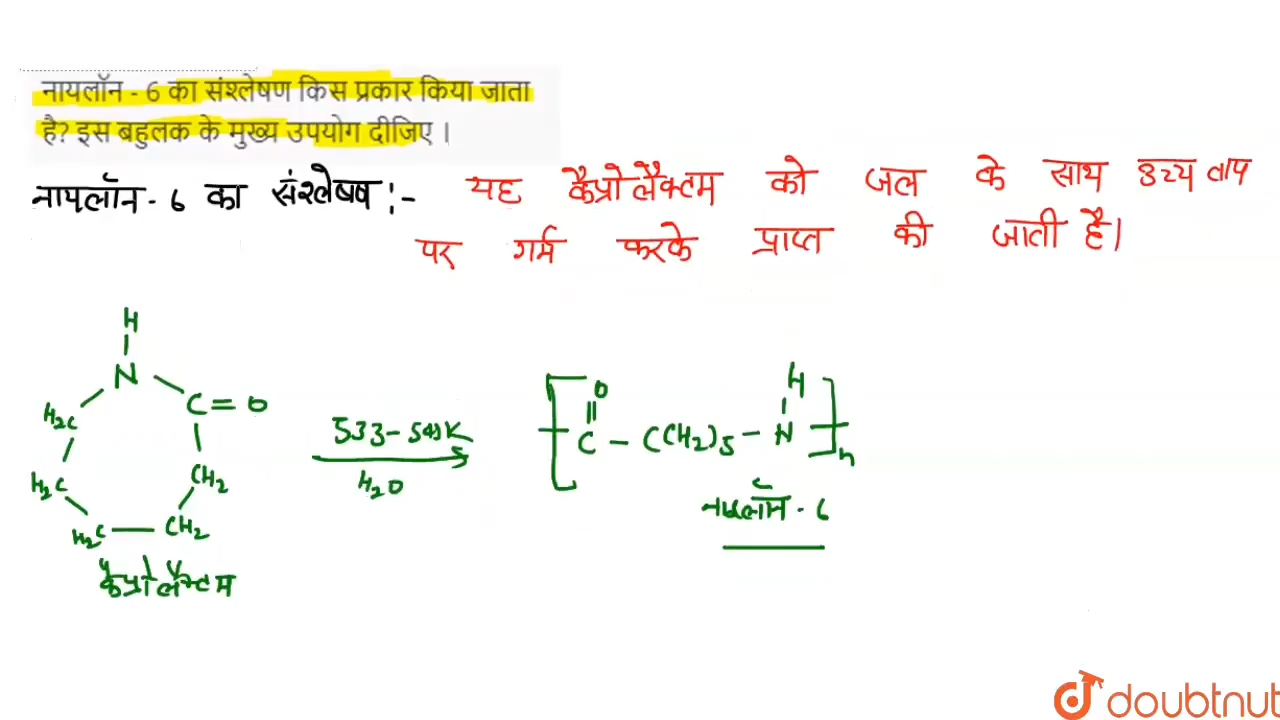 नायलॉन - 6 का संश्लेषण किस प्रकार किया जाता
है? इस बहुलक के मुख्य उपयोग दीजिए ।
नायलॉन - 6 का संश्लेषण :- यह कैप्रोलैक्टम को जल के साथ उच्च ताप
पर गर्म करके प्राप्त की जाती है।
H
N
C = O
H2C
CH2
H2C
H2C — CH2
कैप्रोलैक्टम
533 - 543K
H2O
O H
C - (CH2)5 - N
n
नायलॉन - 6
doubtnut